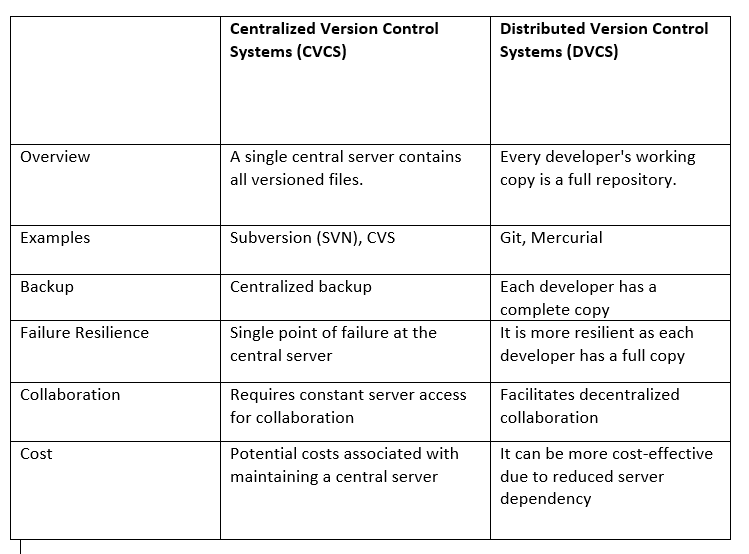 Centralized Version Control
Systems (CVCS)
Distributed Version Control
Systems (DVCS)
Overview
A single central server contains
all versioned files.
Every developer's working
copy is a full repository.
Examples
Subversion (SVN), CVS
Git, Mercurial
Backup
Centralized backup
Each developer has a
complete copy
Failure Resilience
Single point of failure at the
central server
It is more resilient as each
developer has a full copy
Collaboration
Requires constant server access
for collaboration
Facilitates decentralized
collaboration
Cost
Potential costs associated with
maintaining a central server
It can be more cost-effective
due to reduced server
dependency